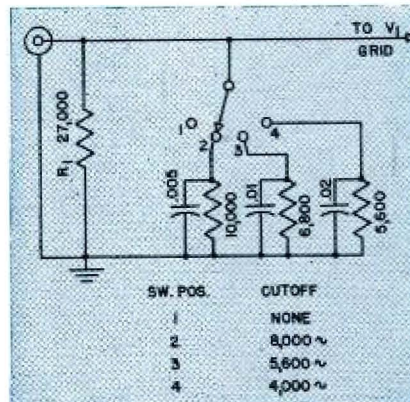 TO V1
GRID
R1 27,000
1
2
3
4
.005
10,000
.01
6,800
.02
5,600
SW. POS. CUTOFF
1 NONE
2 8,000 ~
3 5,600 ~
4 4,000 ~